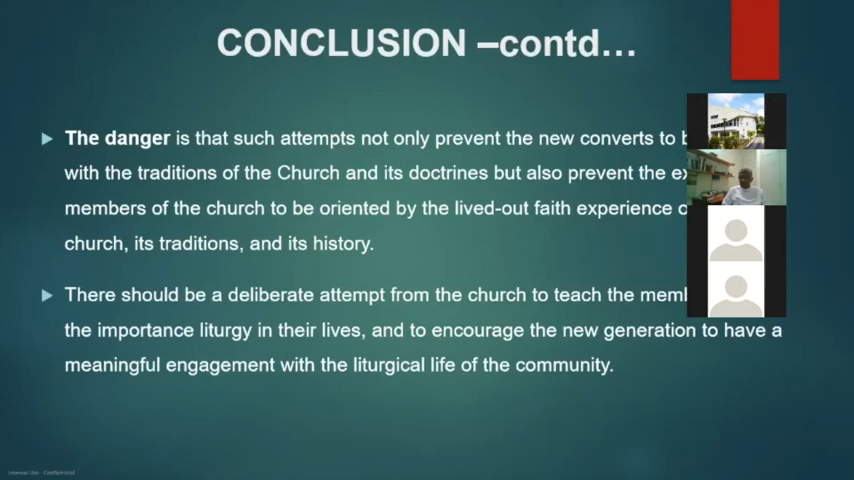 CONCLUSION –contd…
The danger is that such attempts not only prevent the new converts to
with the traditions of the Church and its doctrines but also prevent the
members of the church to be oriented by the lived-out faith experience
church, its traditions, and its history.
There should be a deliberate attempt from the church to teach the
the importance liturgy in their lives, and to encourage the new generation to have a
meaningful engagement with the liturgical life of the community.
Internal Use - Confidential